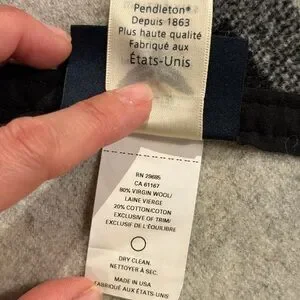 Pendleton®
Depuis 1863
Plus haute qualité
Fabriqué aux
États-Unis
RN 29685
CA 61167
80% VIRGIN WOOL/
LAINE VIERGE
20% COTTON/COTON
EXCLUSIVE OF TRIM/
EXCLUSIF DE L'ÉQUILIBRE
DRY CLEAN.
NETTOYER À SEC.
MADE IN USA
FABRIQUÉ AUX ÉTATS-UNIS